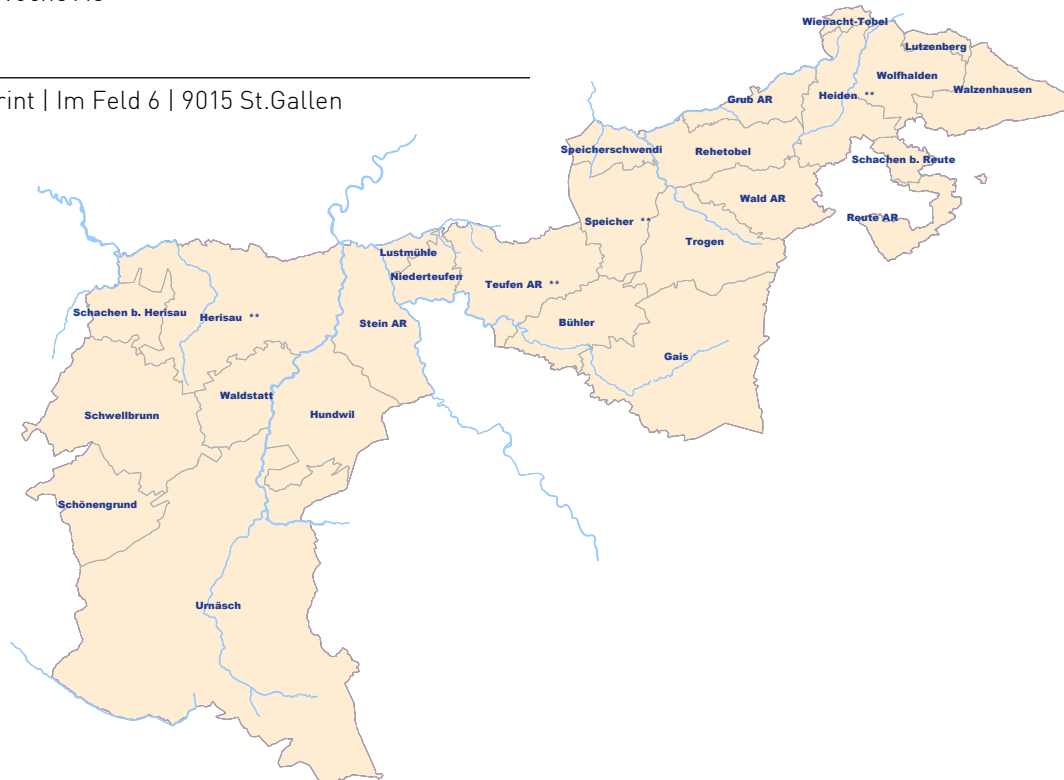 rint | Im Feld 6 | 9015 St.Gallen
Wienacht-Tobel
Lutzenberg
Wolfhalden
Walzenhausen
Heiden **
Grub AR
Speicherschwendi
Rehetobel
Schachen b. Reute
Wald AR
Reute AR
Speicher **
Trogen
Lustmühle
Niederteufen
Teufen AR **
Schachen b. Herisau
Herisau **
Stein AR
Bühler
Gais
Waldstatt
Schwellbrunn
Hundwil
Schönengrund
Urnäsch